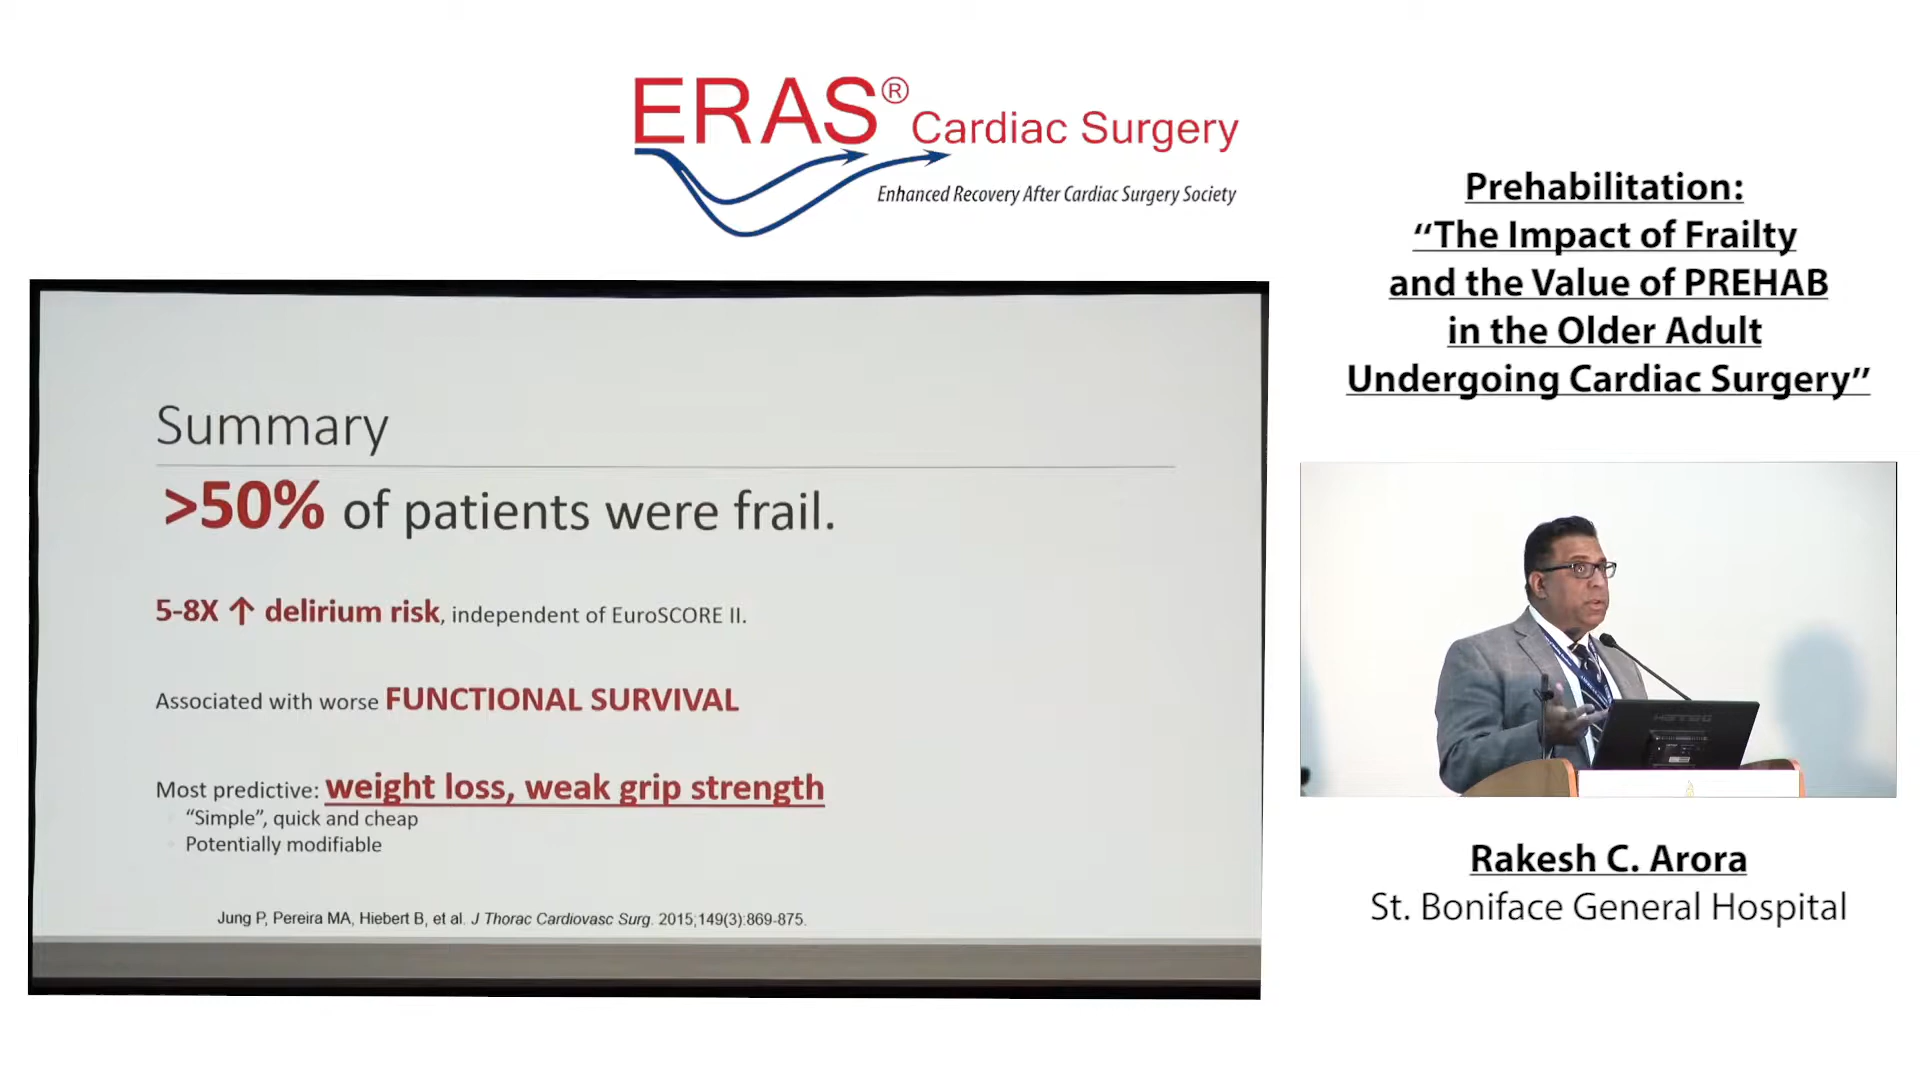 ERAS® Cardiac Surgery
Enhanced Recovery After Cardiac Surgery Society
Prehabilitation:
“The Impact of Frailty
and the Value of PREHAB
in the Older Adult
Undergoing Cardiac Surgery”
Summary
>50% of patients were frail.
5-8X ↑ delirium risk, independent of EuroSCORE II.
Associated with worse FUNCTIONAL SURVIVAL
Most predictive: weight loss, weak grip strength
“Simple”, quick and cheap
Potentially modifiable
Jung P, Pereira MA, Hiebert B, et al. J Thorac Cardiovasc Surg. 2015;149(3):869-875.
Rakesh C. Arora
St. Boniface General Hospital